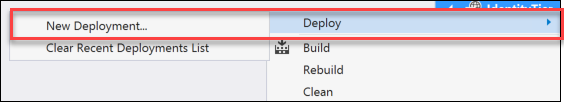 New Deployment...
Deploy
Clear Recent Deployments List
Build
Rebuild
Clean